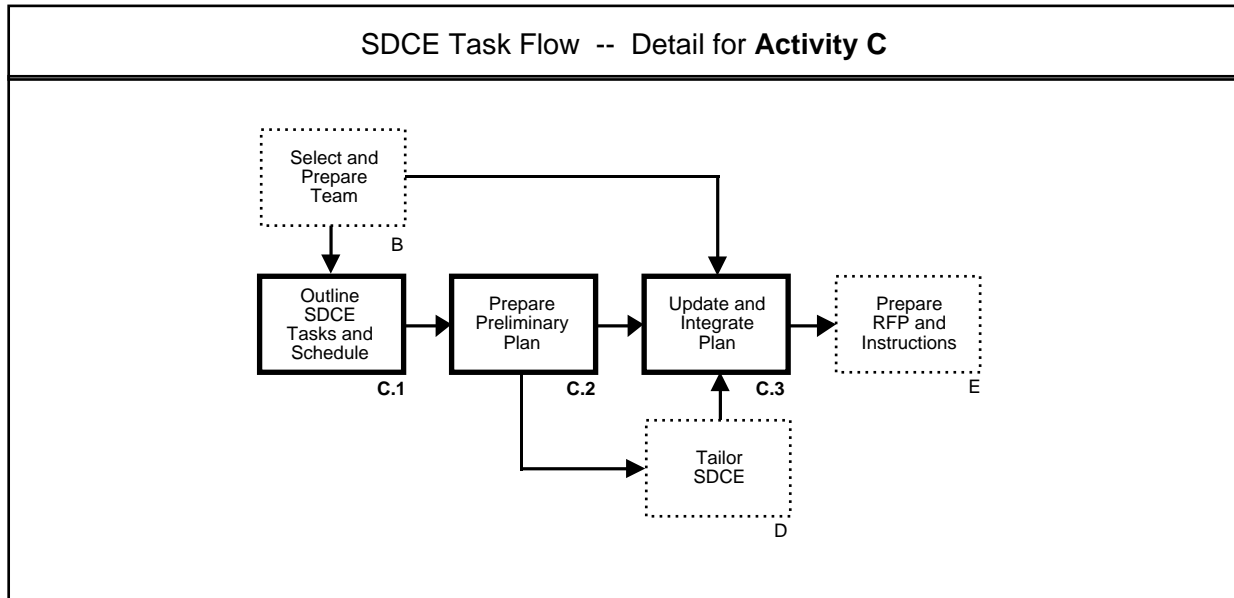 SDCE Task Flow -- Detail for Activity C
Select and
Prepare
Team
B
Outline
SDCE
Tasks and
Schedule
C.1
Prepare
Preliminary
Plan
C.2
Update and
Integrate
Plan
C.3
Prepare
RFP and
Instructions
E
Tailor
SDCE
D